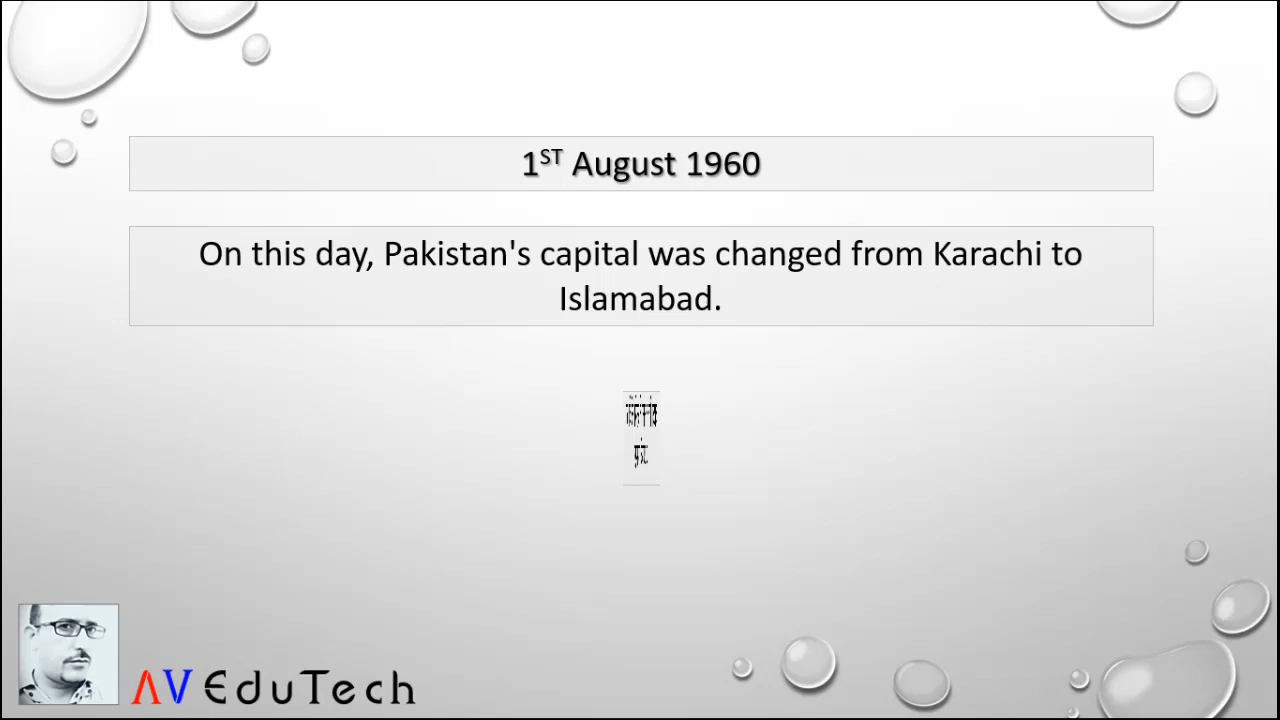 1ST August 1960
On this day, Pakistan's capital was changed from Karachi to
Islamabad.
AV EduTech